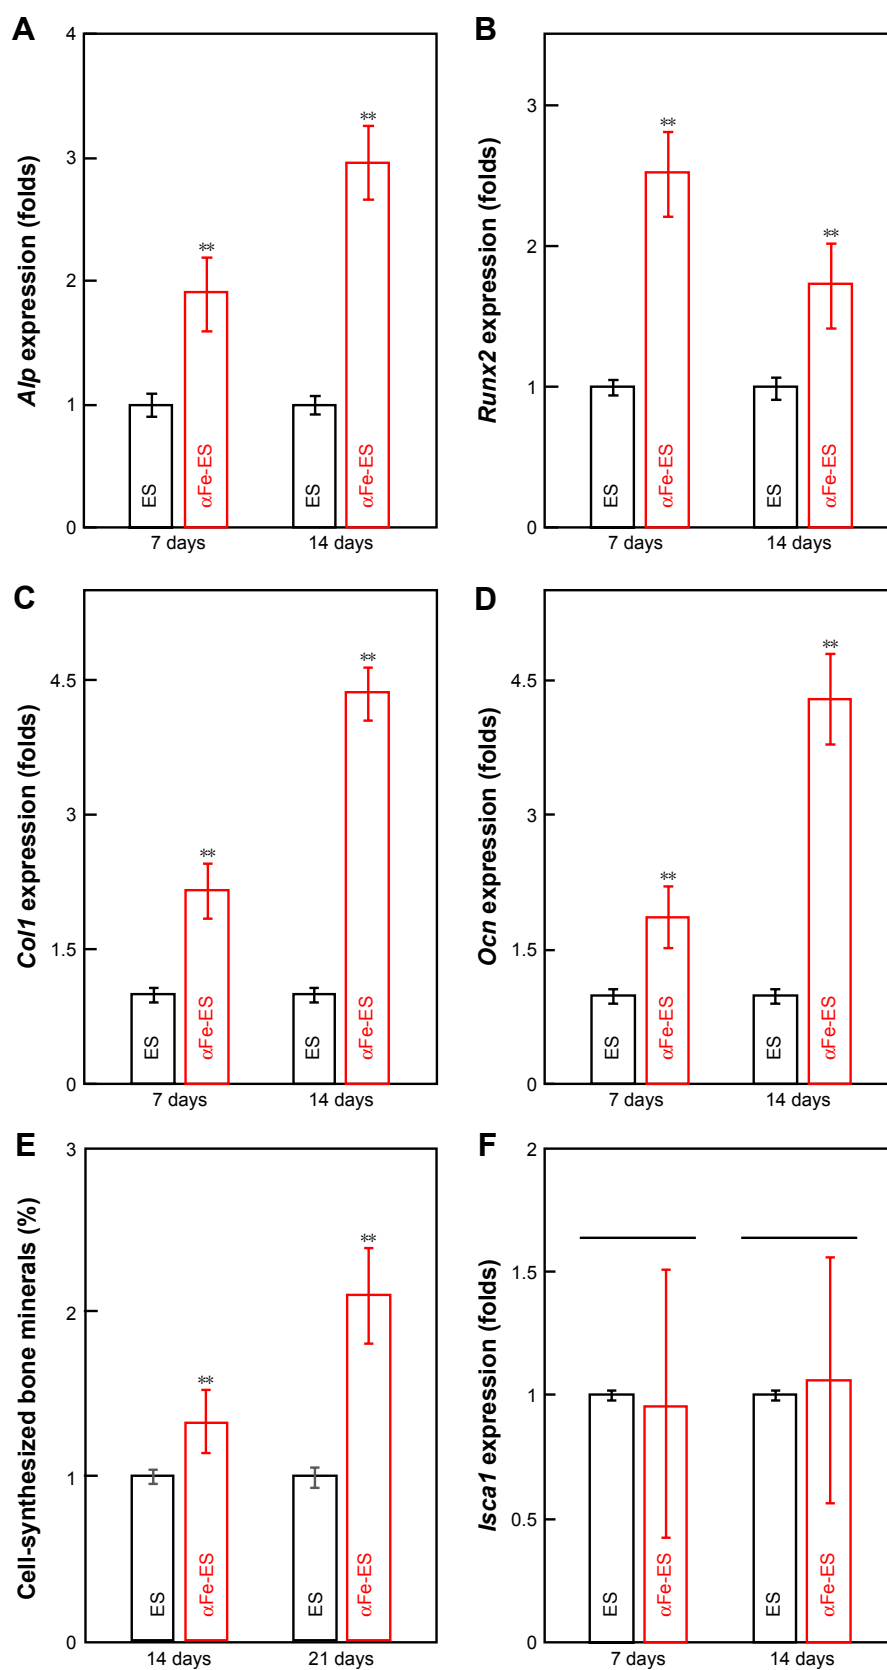 A
Alp expression (folds)
4
3
2
1
0
**
**
ES
αFe-ES
ES
αFe-ES
7 days
14 days
B
Runx2 expression (folds)
3
2
1
0
**
**
ES
αFe-ES
ES
αFe-ES
7 days
14 days
C
Col1 expression (folds)
4.5
3
1.5
0
**
**
ES
αFe-ES
ES
αFe-ES
7 days
14 days
D
Ocn expression (folds)
4.5
3
1.5
0
**
**
ES
αFe-ES
ES
αFe-ES
7 days
14 days
E
Cell-synthesized bone minerals (%)
3
2
1
0
**
**
ES
αFe-ES
ES
αFe-ES
14 days
21 days
F
Isca1 expression (folds)
2
1.5
1
0.5
0
ES
αFe-ES
ES
αFe-ES
7 days
14 days